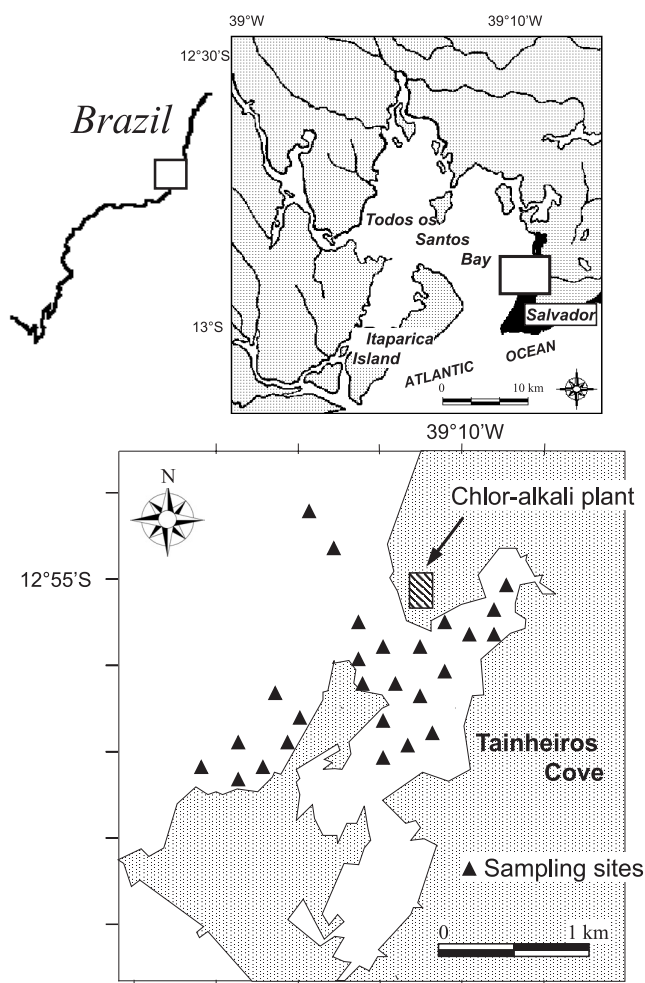 39°W
39°10'W
12°30'S
Brazil
Todos os
Santos
Bay
Salvador
13°S
Itaparica
Island
ATLANTIC OCEAN
0 10 km
39°10'W
N
Chlor-alkali plant
12°55'S
Tainheiros
Cove
Sampling sites
0 1 km